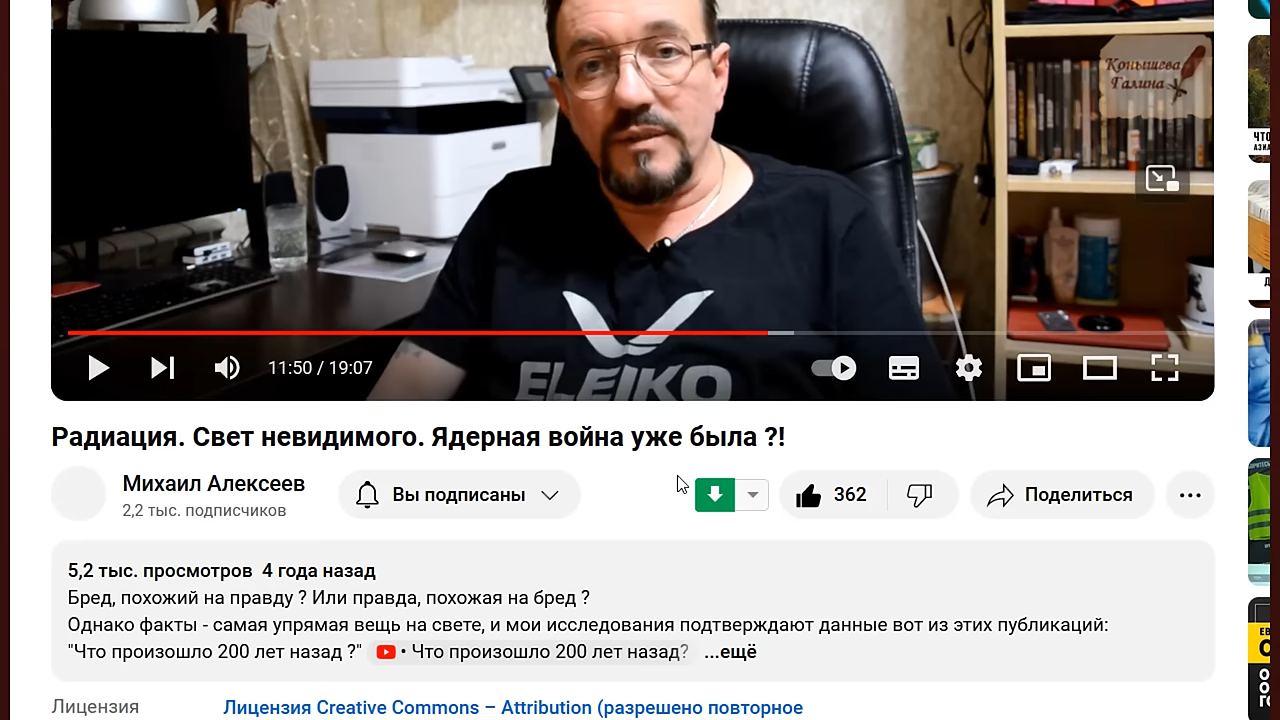 Конышева
Галина
ELEIKO
11:50 / 19:07
Радиация. Свет невидимого. Ядерная война уже была ?!
Михаил Алексеев
2,2 тыс. подписчиков
Вы подписаны
362
Поделиться
5,2 тыс. просмотров 4 года назад
Бред, похожий на правду ? Или правда, похожая на бред ?
Однако факты - самая упрямая вещь на свете, и мои исследования подтверждают данные вот из этих публикаций:
"Что произошло 200 лет назад ?" • Что произошло 200 лет назад? ...ещё
Лицензия
Лицензия Creative Commons – Attribution (разрешено повторное